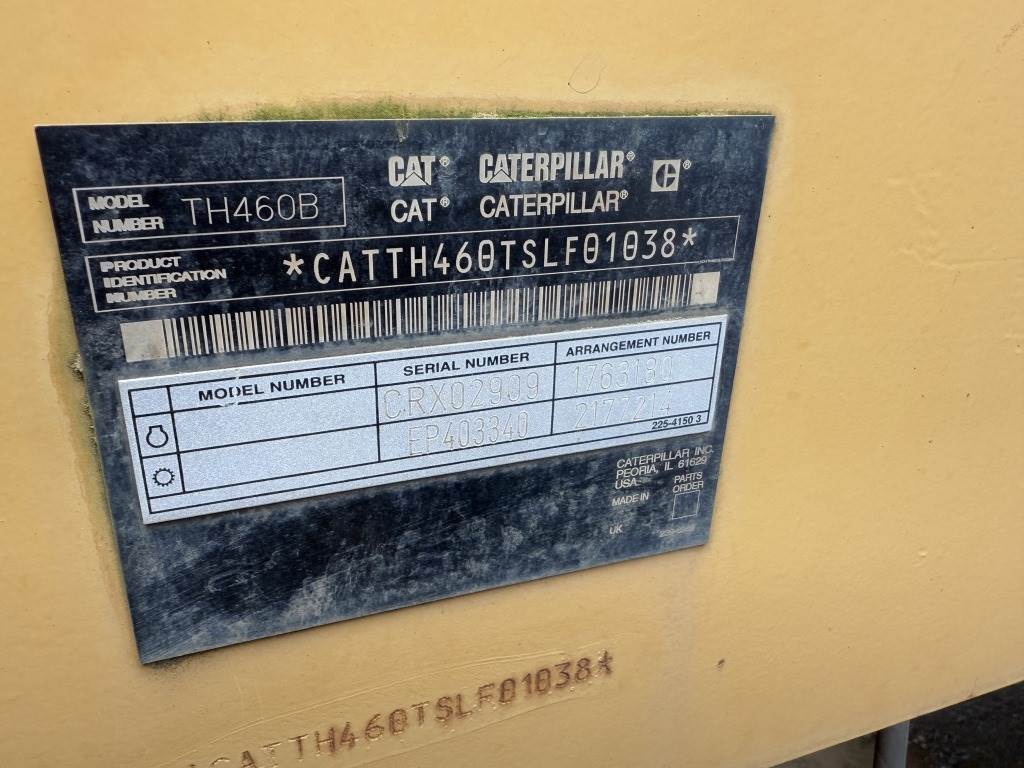 CAT® CATERPILLAR® C®
CAT® CATERPILLAR®
MODEL NUMBER TH460B
PRODUCT IDENTIFICATION NUMBER *CATTH460TSLF01038*
MODEL NUMBER SERIAL NUMBER ARRANGEMENT NUMBER
CRX02909 1763180
EP403340 2177214
225-4150 3
CATERPILLAR INC.
PEORIA, IL 61629
USA
PARTS ORDER
MADE IN
UK
CATTH460TSLF01038*